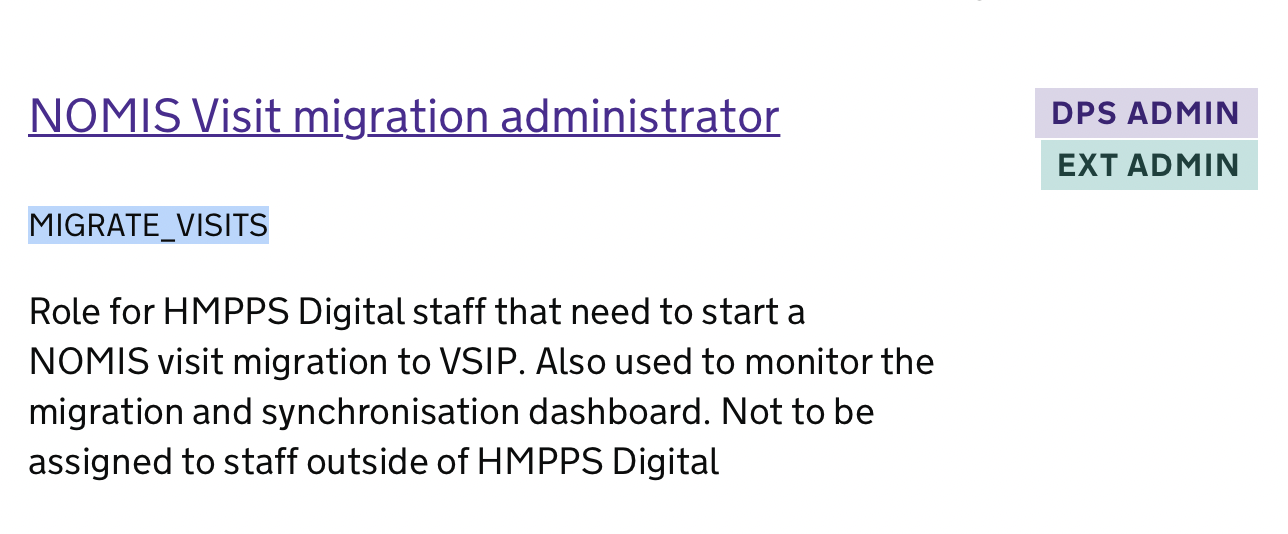 NOMIS Visit migration administrator
DPS ADMIN
EXT ADMIN
MIGRATE_VISITS
Role for HMPPS Digital staff that need to start a
NOMIS visit migration to VSIP. Also used to monitor the
migration and synchronisation dashboard. Not to be
assigned to staff outside of HMPPS Digital